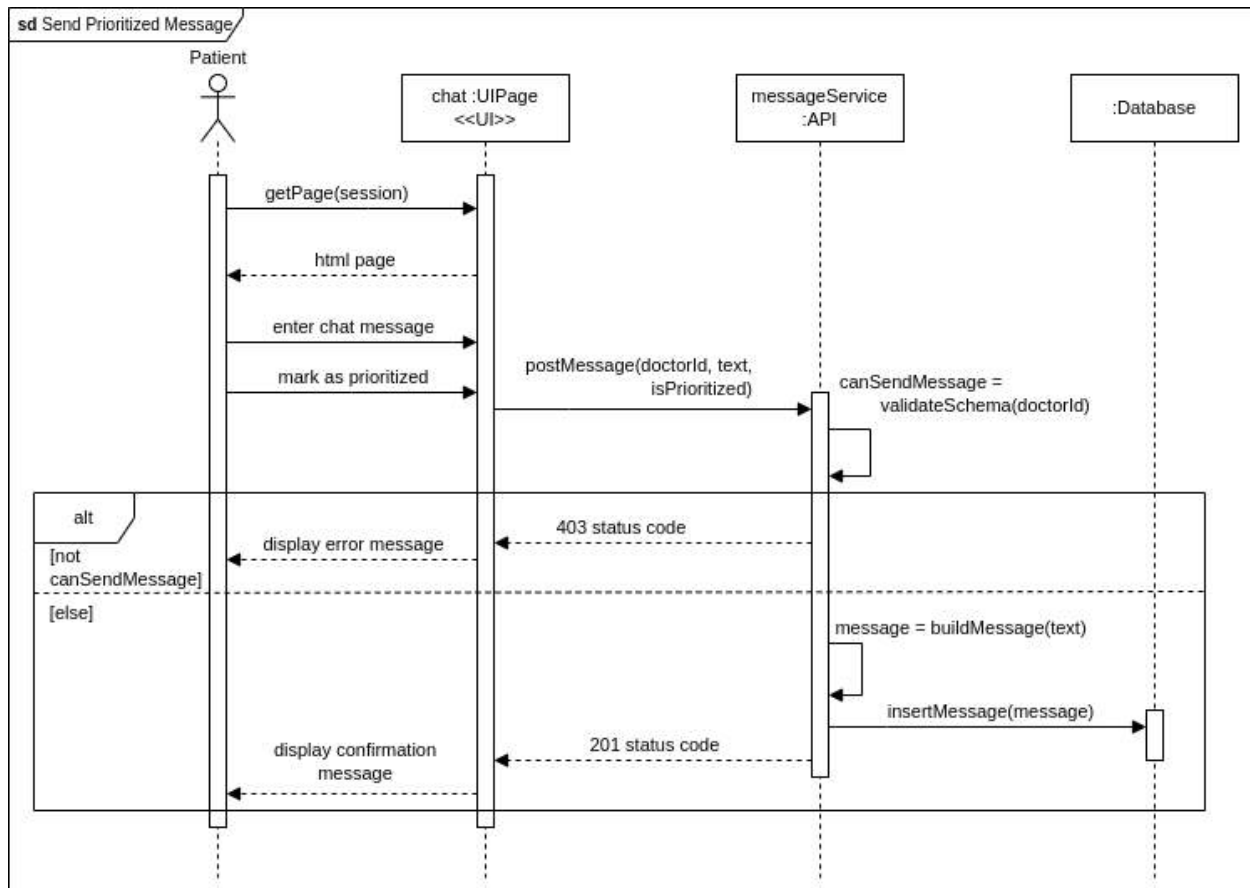 sd Send Prioritized Message
Patient
chat :UIPage
<<UI>>
messageService
:API
:Database
getPage(session)
html page
enter chat message
mark as prioritized
postMessage(doctorId, text,
isPrioritized)
canSendMessage =
validateSchema(doctorId)
alt
[not
canSendMessage]
403 status code
display error message
[else]
message = buildMessage(text)
insertMessage(message)
201 status code
display confirmation
message